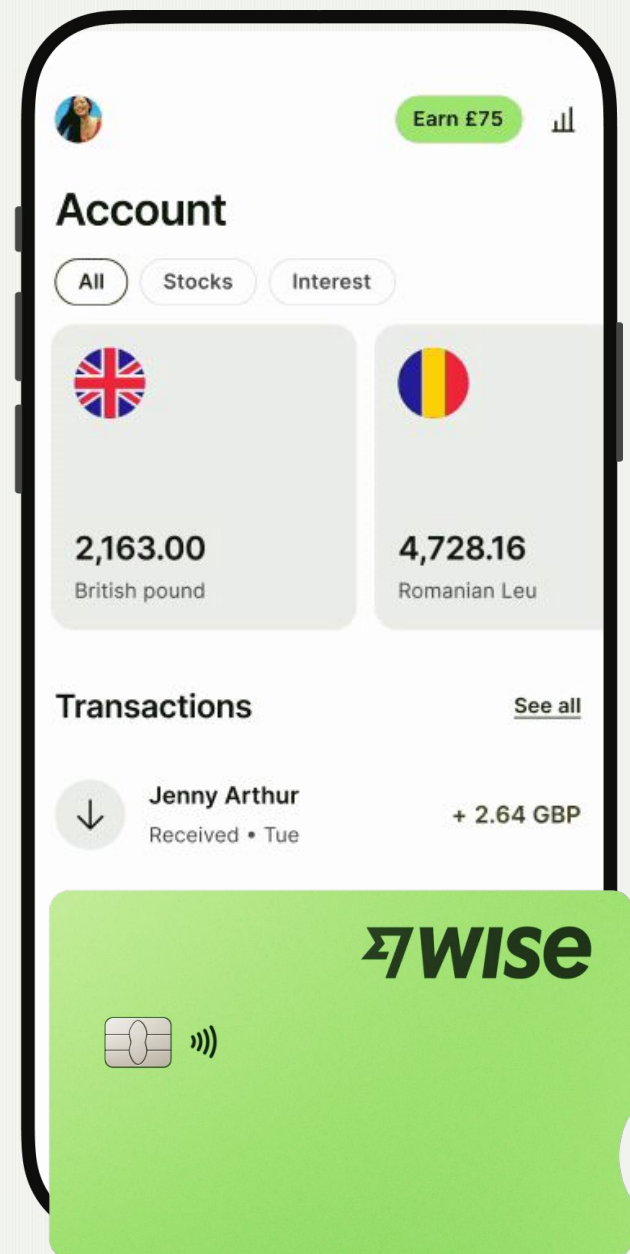 Earn £75
Account
All Stocks Interest
2,163.00 4,728.16
British pound Romanian Leu
Transactions See all
Jenny Arthur
+ 2.64 GBP
Received • Tue
wise